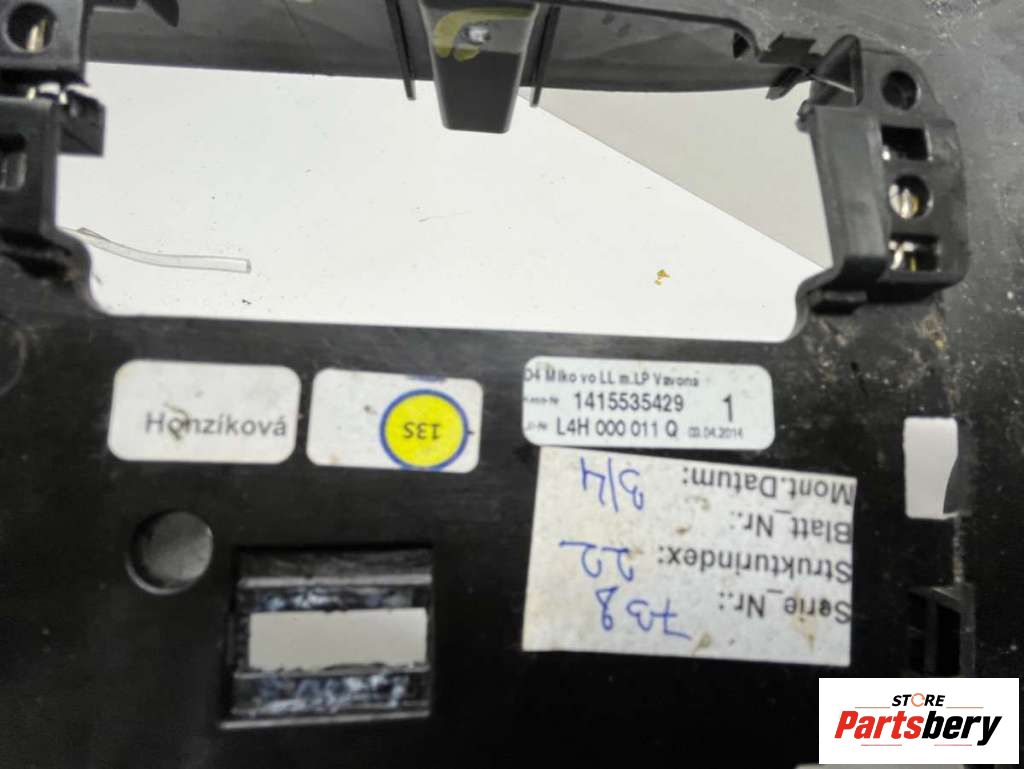 D4 Miko vo LL m.LP Vavona
1415535429 1
L4H 000 011 Q 03.04.2014
Honzíková
13S
Serie_Nr.: 738
Strukturindex: 22
Blatt_Nr.:
Mont.Datum: 3/4
STORE
Partsbery